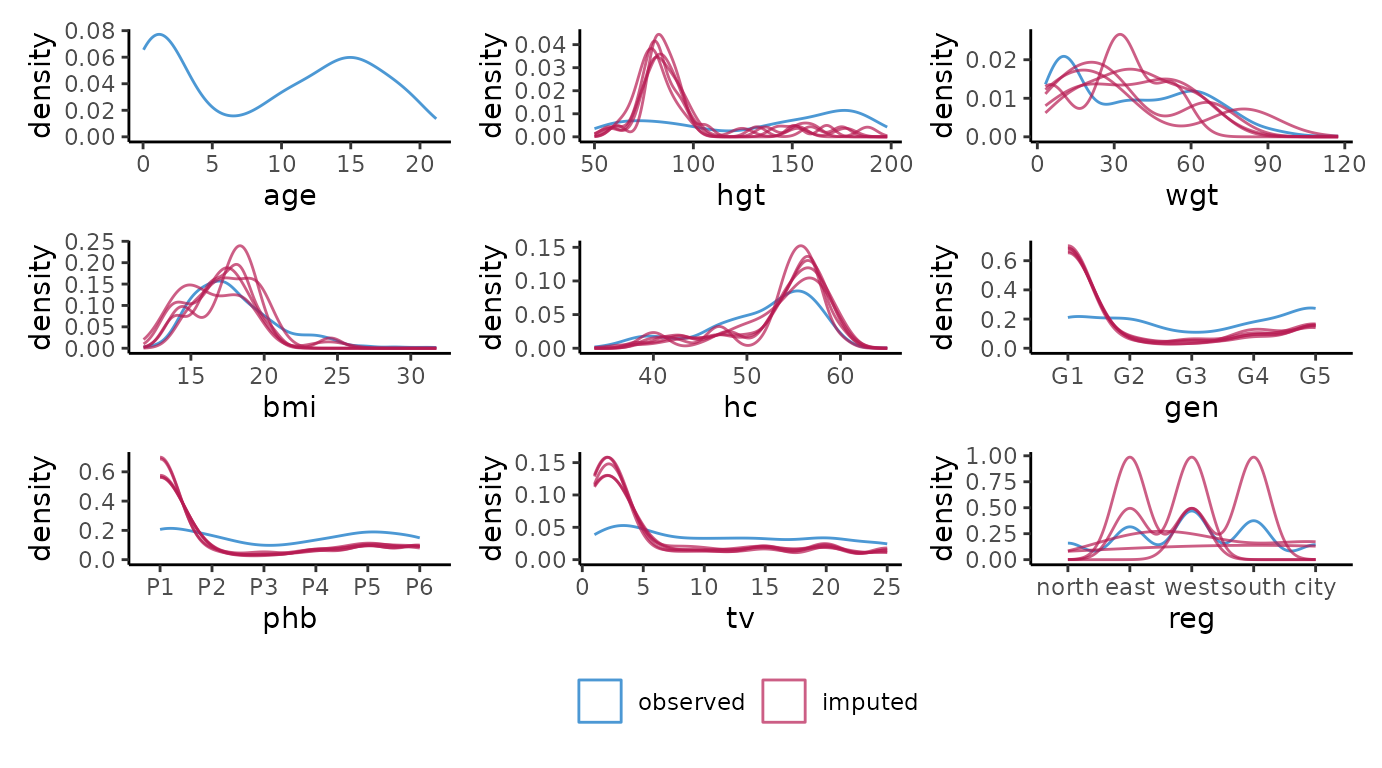 density
0.08
0.06
0.04
0.02
0.00
0 5 10 15 20
age
density
0.04
0.03
0.02
0.01
0.00
50 100 150 200
hgt
density
0.02
0.01
0.00
0 30 60 90 120
wgt
density
0.25
0.20
0.15
0.10
0.05
0.00
15 20 25 30
bmi
density
0.15
0.10
0.05
0.00
40 50 60
hc
density
0.6
0.4
0.2
0.0
G1 G2 G3 G4 G5
gen
density
0.6
0.4
0.2
0.0
P1 P2 P3 P4 P5 P6
phb
density
0.15
0.10
0.05
0.00
0 5 10 15 20 25
tv
density
1.00
0.75
0.50
0.25
0.00
north east west south city
reg
observed imputed